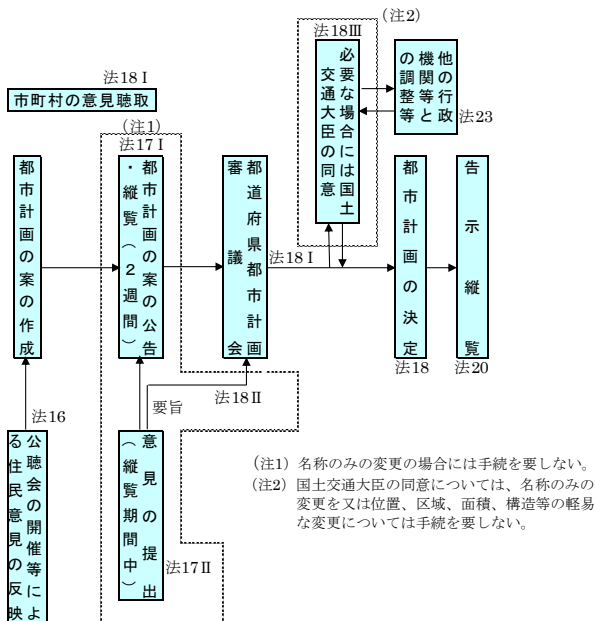 (注2)
法18Ⅲ
必要な場合には国土
交通大臣の同意
他の行政
機関等と
の調整等
法23
法18Ⅰ
市町村の意見聴取
(注1)
法17Ⅰ
都市計画の案の作成
都市計画の案の公告
・縦覧(2週間)
都道府県都市計画
審議会
法18Ⅰ
都市計画の決定
法18
告示縦覧
法20
法16
公聴会の開催等によ
る住民意見の反映
要旨
法18Ⅱ
意見の提出
(縦覧期間中)
法17Ⅱ
(注1) 名称のみの変更の場合には手続を要しない。
(注2) 国土交通大臣の同意については、名称のみの
変更を又は位置、区域、面積、構造等の軽易
な変更については手続を要しない。